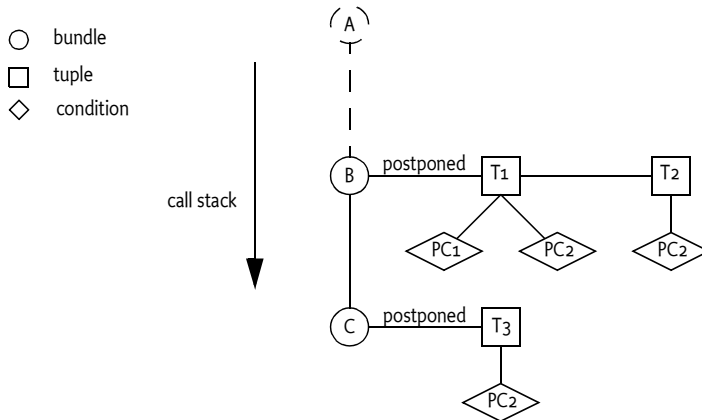 A
bundle
tuple
condition
call stack
B postponed T1 T2
PC1 PC2 PC2
C postponed T3
PC2